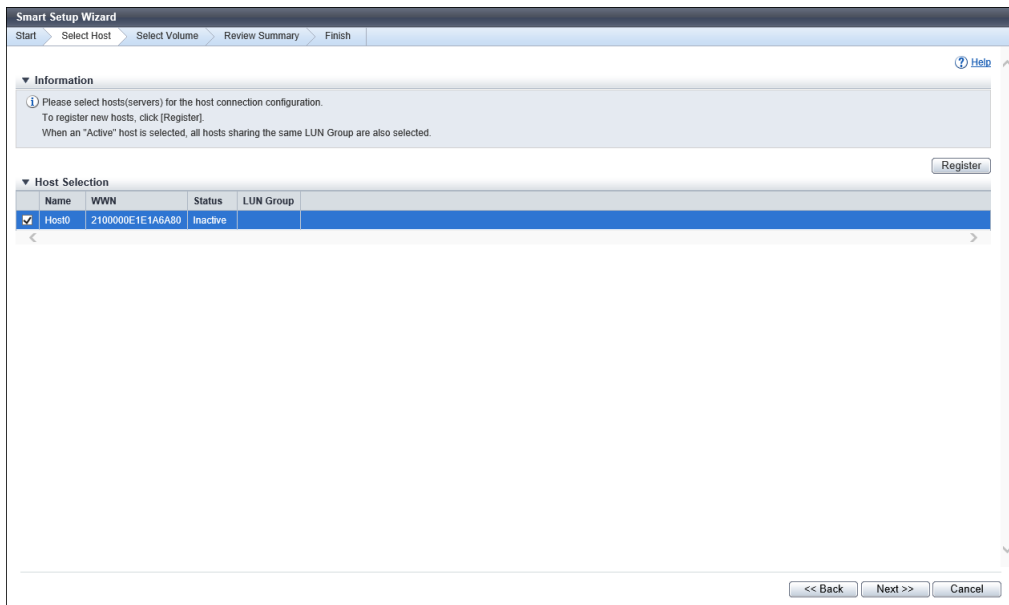 Smart Setup Wizard
Start Select Host Select Volume Review Summary Finish
? Help
▼ Information
i Please select hosts(servers) for the host connection configuration.
To register new hosts, click [Register].
When an "Active" host is selected, all hosts sharing the same LUN Group are also selected.
Register
▼ Host Selection
Name WWN Status LUN Group
Host0 2100000E1E1A6A80 Inactive
<< Back Next >> Cancel